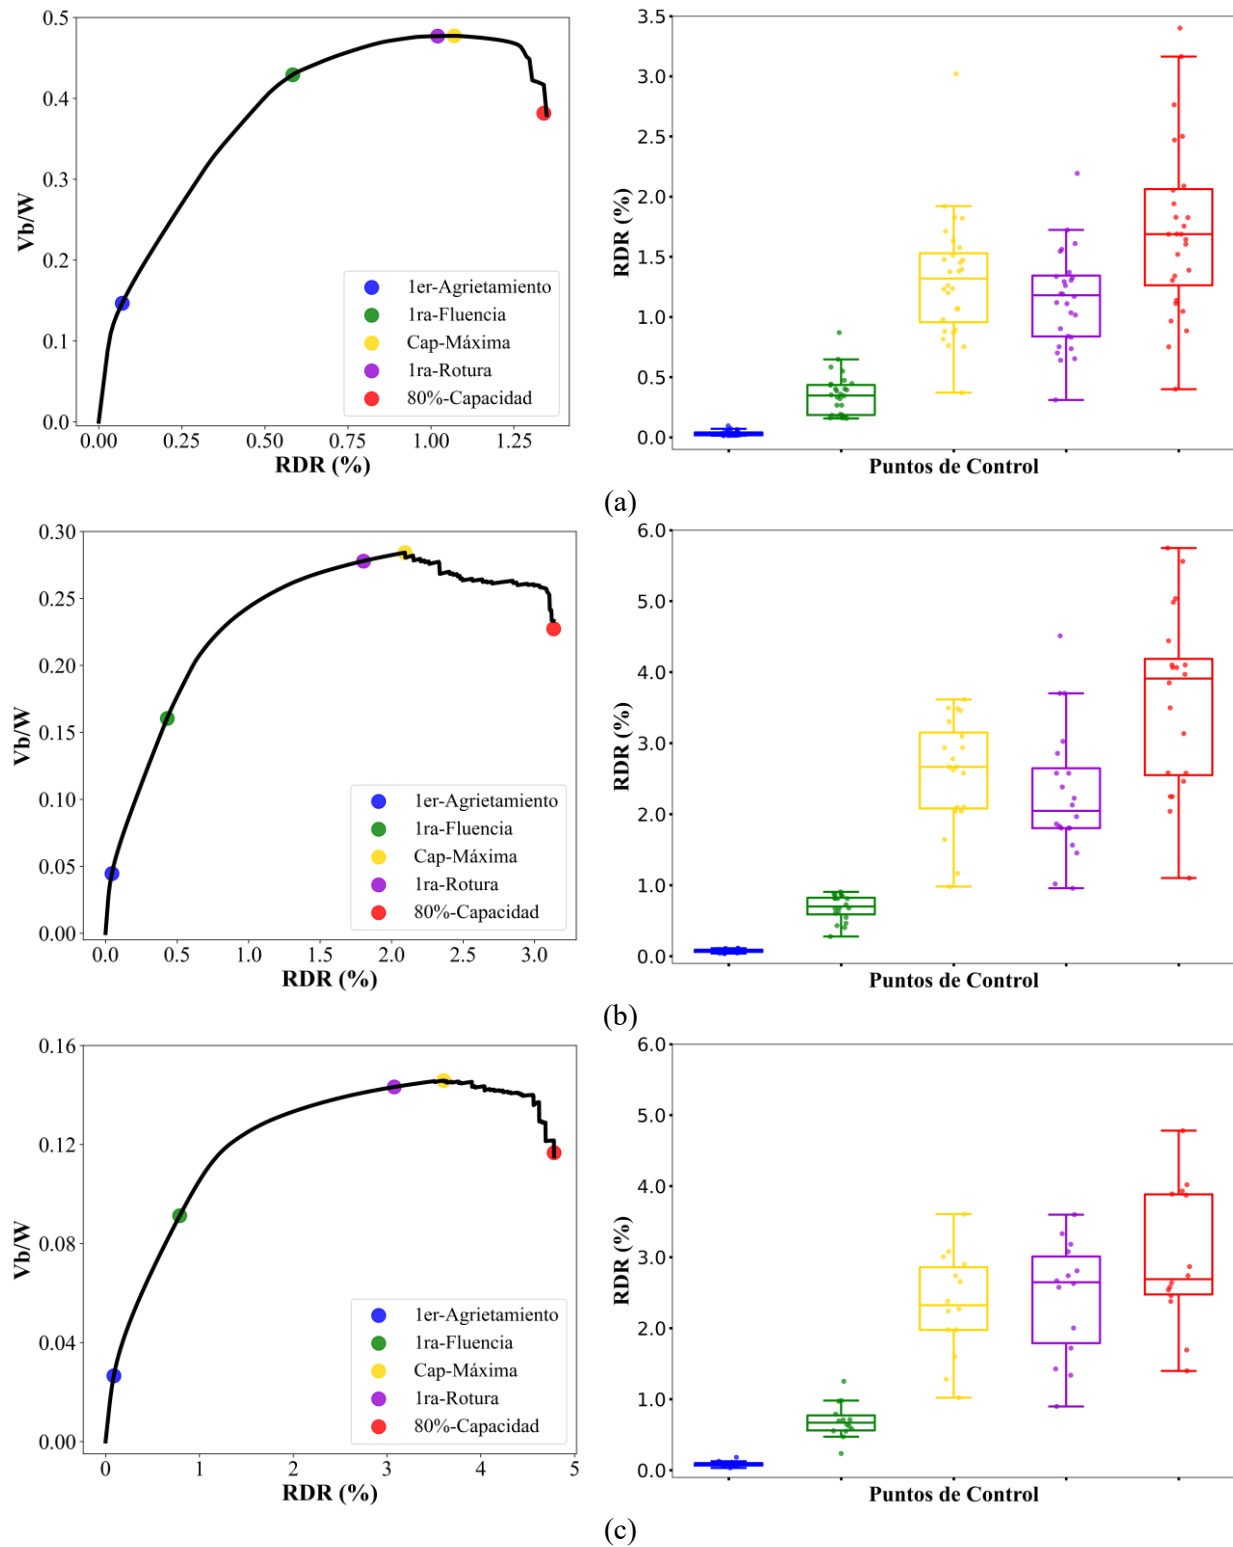 0.5
0.4
0.3
0.2
0.1
0.0
Vb/W
0.00 0.25 0.50 0.75 1.00 1.25
RDR (%)
1er-Agrietamiento
1ra-Fluencia
Cap-Máxima
1ra-Rotura
80%-Capacidad
3.5
3.0
2.5
2.0
1.5
1.0
0.5
0.0
RDR (%)
Puntos de Control
(a)
0.30
0.25
0.20
0.15
0.10
0.05
0.00
Vb/W
0.0 0.5 1.0 1.5 2.0 2.5 3.0
RDR (%)
1er-Agrietamiento
1ra-Fluencia
Cap-Máxima
1ra-Rotura
80%-Capacidad
6.0
5.0
4.0
3.0
2.0
1.0
0.0
RDR (%)
Puntos de Control
(b)
0.16
0.12
0.08
0.04
0.00
Vb/W
0 1 2 3 4 5
RDR (%)
1er-Agrietamiento
1ra-Fluencia
Cap-Máxima
1ra-Rotura
80%-Capacidad
6.0
5.0
4.0
3.0
2.0
1.0
0.0
RDR (%)
Puntos de Control
(c)